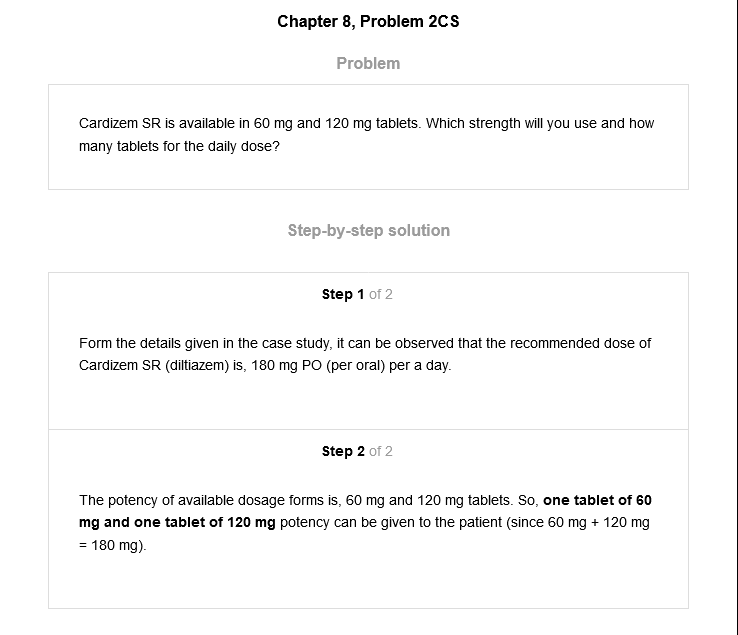 Chapter 8, Problem 2CS
Problem
Cardizem SR is available in 60 mg and 120 mg tablets. Which strength will you use and how
many tablets for the daily dose?
Step-by-step solution
Step 1 of 2
Form the details given in the case study, it can be observed that the recommended dose of
Cardizem SR (diltiazem) is, 180 mg PO (per oral) per a day.
Step 2 of 2
The potency of available dosage forms is, 60 mg and 120 mg tablets. So, one tablet of 60
mg and one tablet of 120 mg potency can be given to the patient (since 60 mg + 120 mg
= 180 mg).